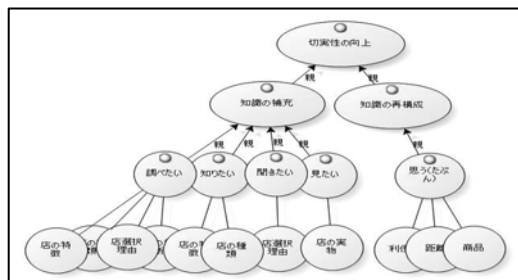 切実性の向上
親
親
知識の補充
知識の再構成
親
親
親
親
親
調べたい
知りたい
聞きたい
見たい
思う(たぶ
ん)
店の特
徴
店選択
理由
店の種
類
店選択
理由
店の実
物
距離
商品